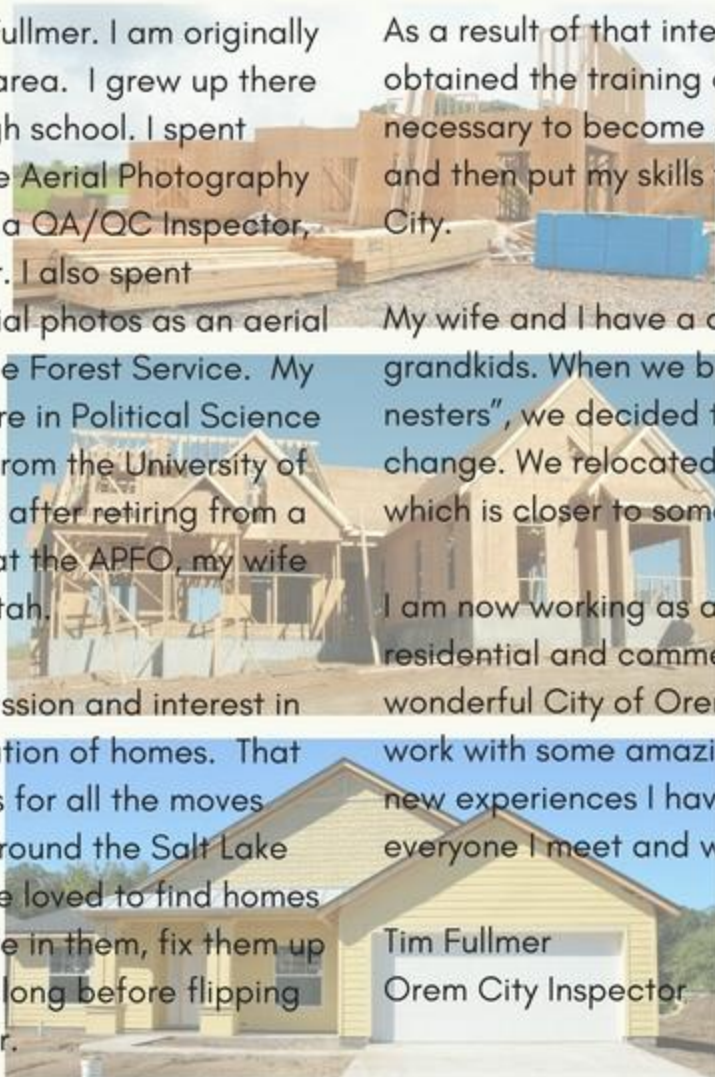 ullmer. I am originally
area. I grew up there
gh school. I spent
e Aerial Photography
a QA/QC Inspector,
r. I also spent
ial photos as an aerial
e Forest Service. My
re in Political Science
rom the University of
after retiring from a
at the APFO, my wife
tah.
ssion and interest in
ation of homes. That
s for all the moves
round the Salt Lake
e loved to find homes
e in them, fix them up
long before flipping
r.
As a result of that inte
obtained the training
necessary to become
and then put my skills
City.
My wife and I have a
grandkids. When we b
nesters”, we decided
change. We relocated
which is closer to som
I am now working as a
residential and comme
wonderful City of Ore
work with some amazi
new experiences I hav
everyone I meet and w
Tim Fullmer
Orem City Inspector